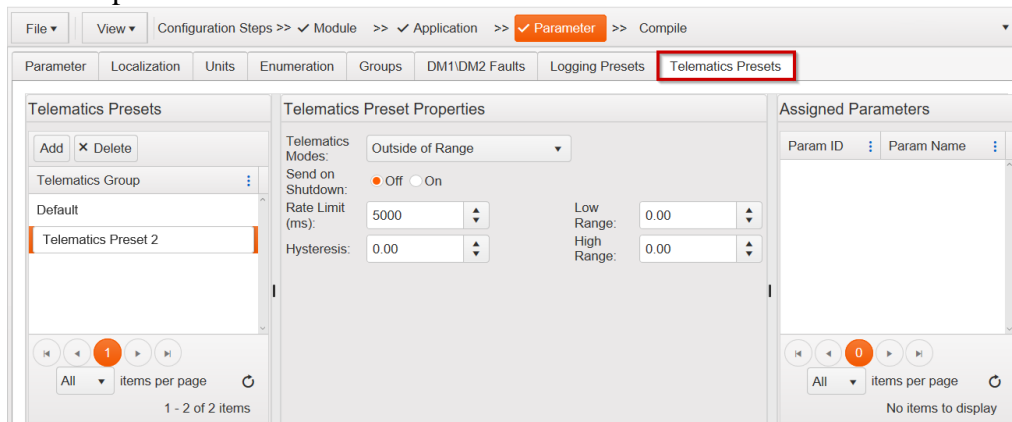 File ▾ View ▾ Configuration Steps >> ✓ Module >> ✓ Application >> ✓ Parameter >> Compile
Parameter Localization Units Enumeration Groups DM1\DM2 Faults Logging Presets Telematics Presets
Telematics Presets
Add × Delete
Telematics Group
Default
Telematics Preset 2
1
All items per page
1 - 2 of 2 items
Telematics Preset Properties
Telematics Modes: Outside of Range
Send on Shutdown: Off On
Rate Limit (ms): 5000 Low Range: 0.00
Hysteresis: 0.00 High Range: 0.00
Assigned Parameters
Param ID Param Name
0
All items per page
No items to display